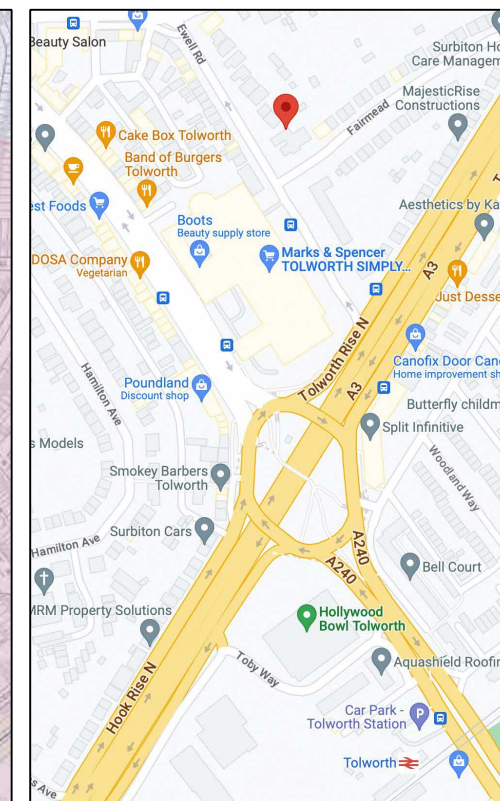 Beauty Salon
Ewell Rd
Surbiton Ho
Care Managem
MajesticRise
Constructions
Fairmead
Cake Box Tolworth
Band of Burgers
Tolworth
est Foods
Boots
Beauty supply store
Aesthetics by Ka
Marks & Spencer
TOLWORTH SIMPLY...
DOSA Company
Vegetarian
A3
Just Desse
Tolworth Rise N
Canofix Door Can
Home improvement sh
Hamilton Ave
Poundland
Discount shop
A3
Butterfly childm
Split Infinitive
s Models
Woodland Way
Smokey Barbers
Tolworth
Surbiton Cars
Hamilton Ave
A240
A240
Bell Court
MRM Property Solutions
Hollywood
Bowl Tolworth
Toby Way
Aquashield Roofin
Hook Rise N
Car Park -
Tolworth Station
P
Tolworth
s Ave